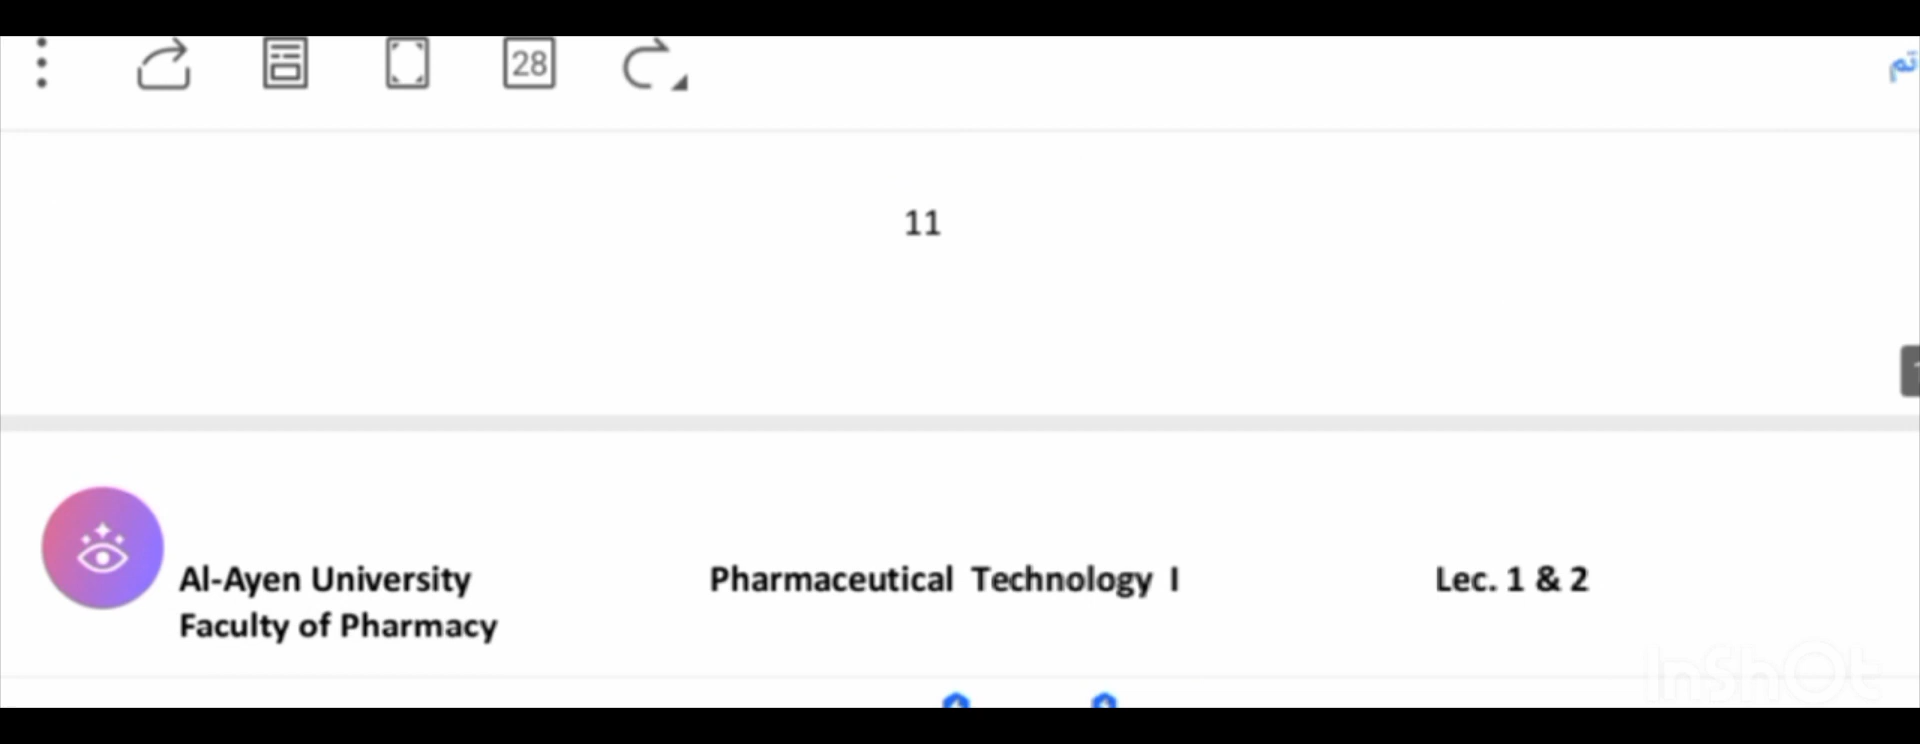 28
تم
11
Al-Ayen University Pharmaceutical Technology I Lec. 1 & 2
Faculty of Pharmacy
InShOt